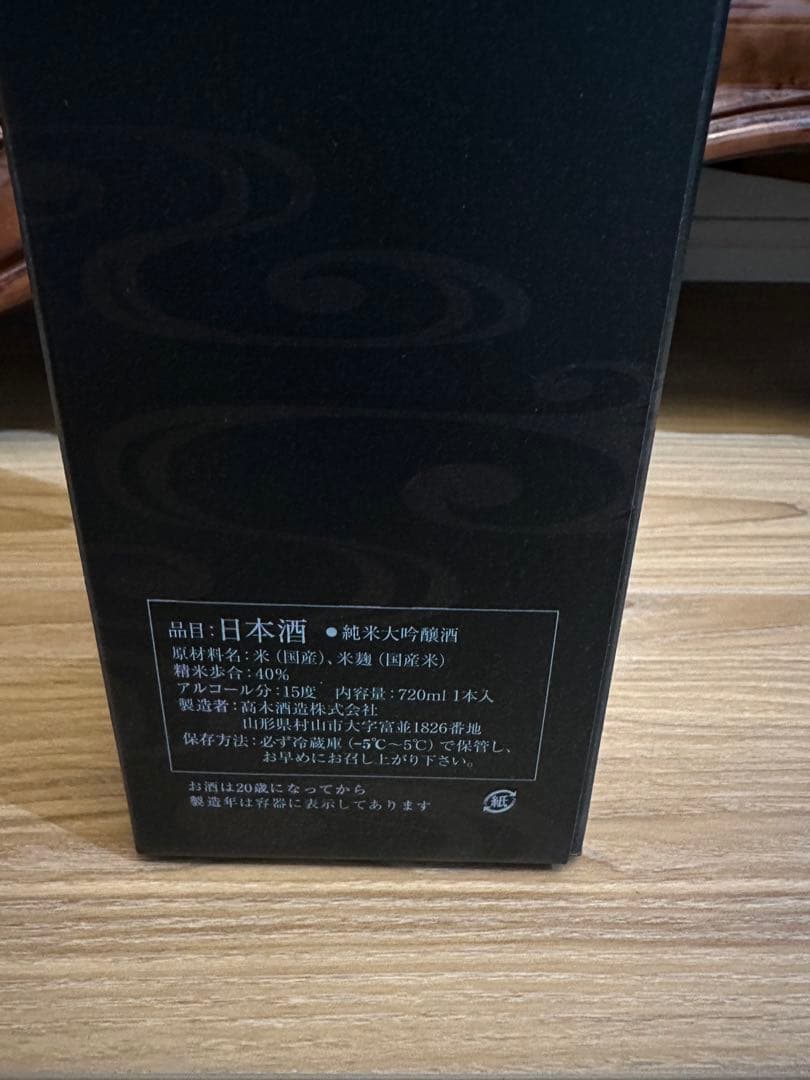 品目:日本酒 ●純米大吟醸酒
原材料名:米(国産)、米麹(国産米)
精米歩合:40%
アルコール分:15度 内容量:720ml 1本入
製造者:高木酒造株式会社
山形県村山市大字富並1826番地
保存方法:必ず冷蔵庫(-5℃〜5℃)で保管し、
お早めにお召し上がり下さい。
お酒は20歳になってから
製造年は容器に表示してあります
紙